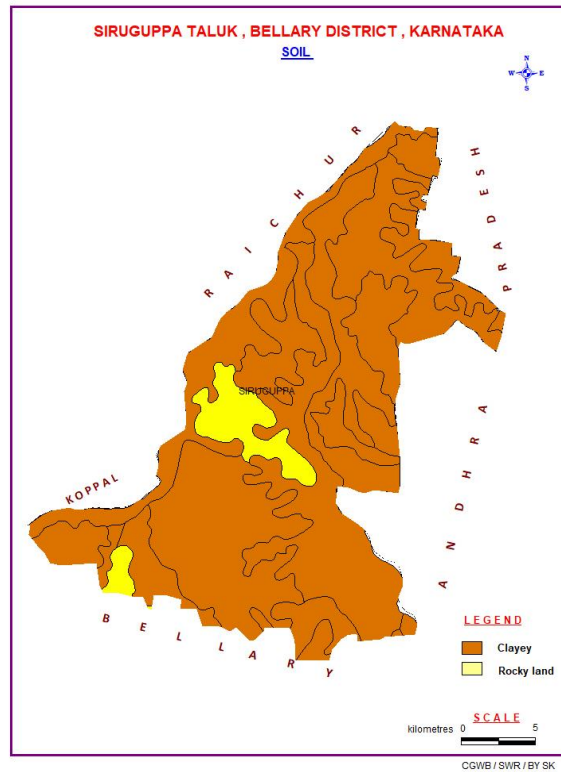 SIRUGUPPA TALUK , BELLARY DISTRICT , KARNATAKA
SOIL
N
W E
S
RAICHUR
ANDHRA PRADESH
SIRUGUPPA
KOPPAL
BELLARY
LEGEND
Clayey
Rocky land
SCALE
kilometres 0 5
CGWB / SWR / BY SK